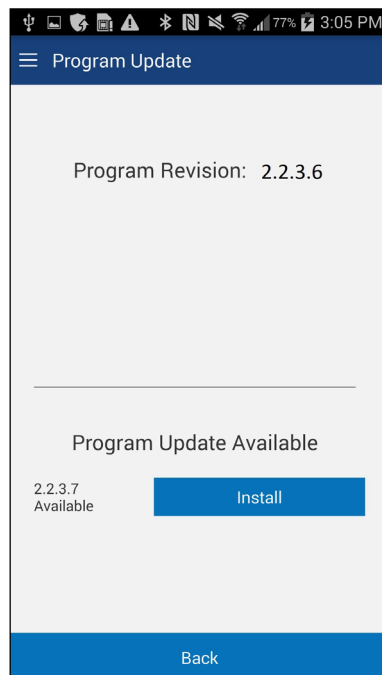 77% 3:05 PM
Program Update
Program Revision: 2.2.3.6
Program Update Available
2.2.3.7
Available
Install
Back